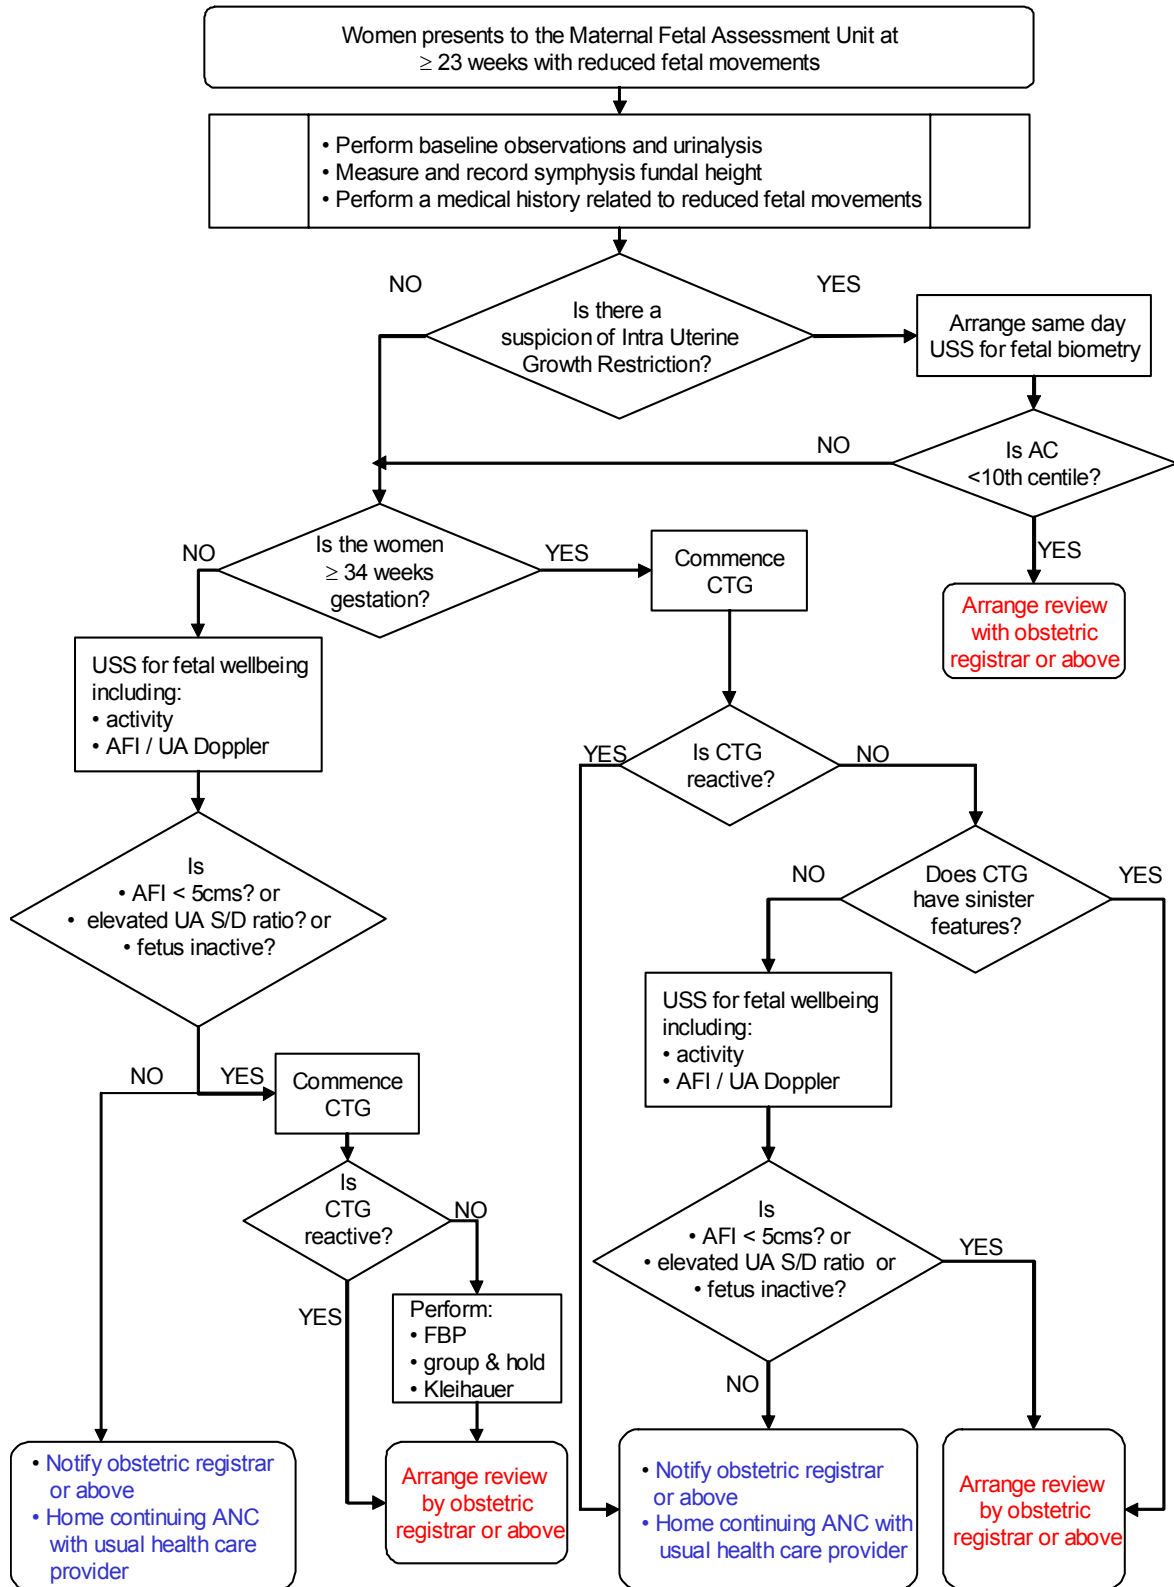 Women presents to the Maternal Fetal Assessment Unit at
≥ 23 weeks with reduced fetal movements
• Perform baseline observations and urinalysis
• Measure and record symphysis fundal height
• Perform a medical history related to reduced fetal movements
NO
YES
Is there a
suspicion of Intra Uterine
Growth Restriction?
Arrange same day
USS for fetal biometry
NO
Is AC
<10th centile?
YES
Arrange review
with obstetric
registrar or above
NO
Is the women
≥ 34 weeks
gestation?
YES
Commence
CTG
USS for fetal wellbeing
including:
• activity
• AFI / UA Doppler
YES
Is CTG
reactive?
NO
Is
• AFI < 5cms? or
• elevated UA S/D ratio? or
• fetus inactive?
NO
Does CTG
have sinister
features?
YES
USS for fetal wellbeing
including:
• activity
• AFI / UA Doppler
NO
YES
Commence
CTG
Is
CTG
reactive?
NO
YES
Perform:
• FBP
• group & hold
• Kleihauer
Is
• AFI < 5cms? or
• elevated UA S/D ratio or
• fetus inactive?
YES
NO
• Notify obstetric registrar
or above
• Home continuing ANC
with usual health care
provider
Arrange review
by obstetric
registrar or above
• Notify obstetric registrar
or above
• Home continuing ANC with
usual health care provider
Arrange review
by obstetric
registrar or above